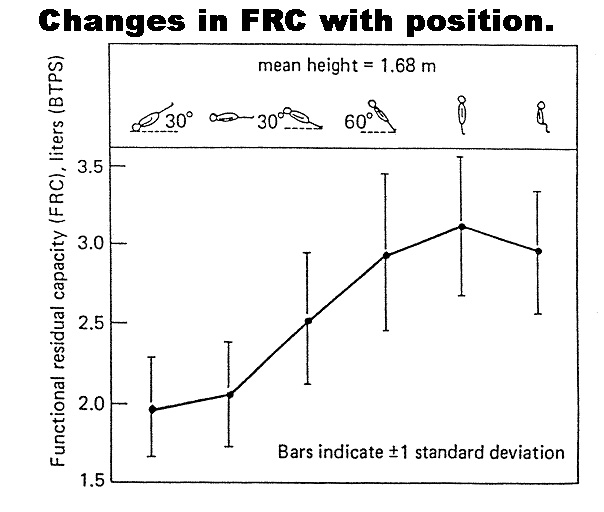 Changes in FRC with position.
mean height = 1.68 m
30° 30° 60°
Functional residual capacity (FRC), liters (BTPS)
3.5
3.0
2.5
2.0
1.5
Bars indicate ±1 standard deviation